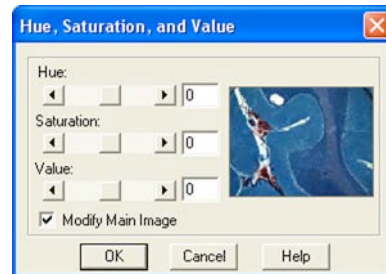 Hue, Saturation, and Value
Hue:
0
Saturation:
0
Value:
0
Modify Main Image
OK Cancel Help